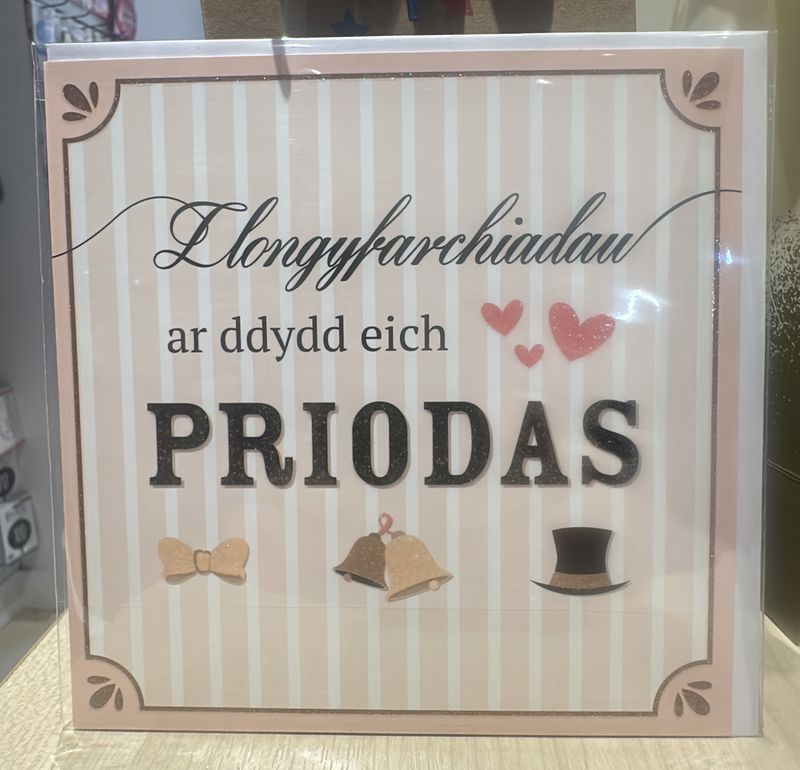 Llongyfarchiadau
ar ddydd eich
PRIODAS